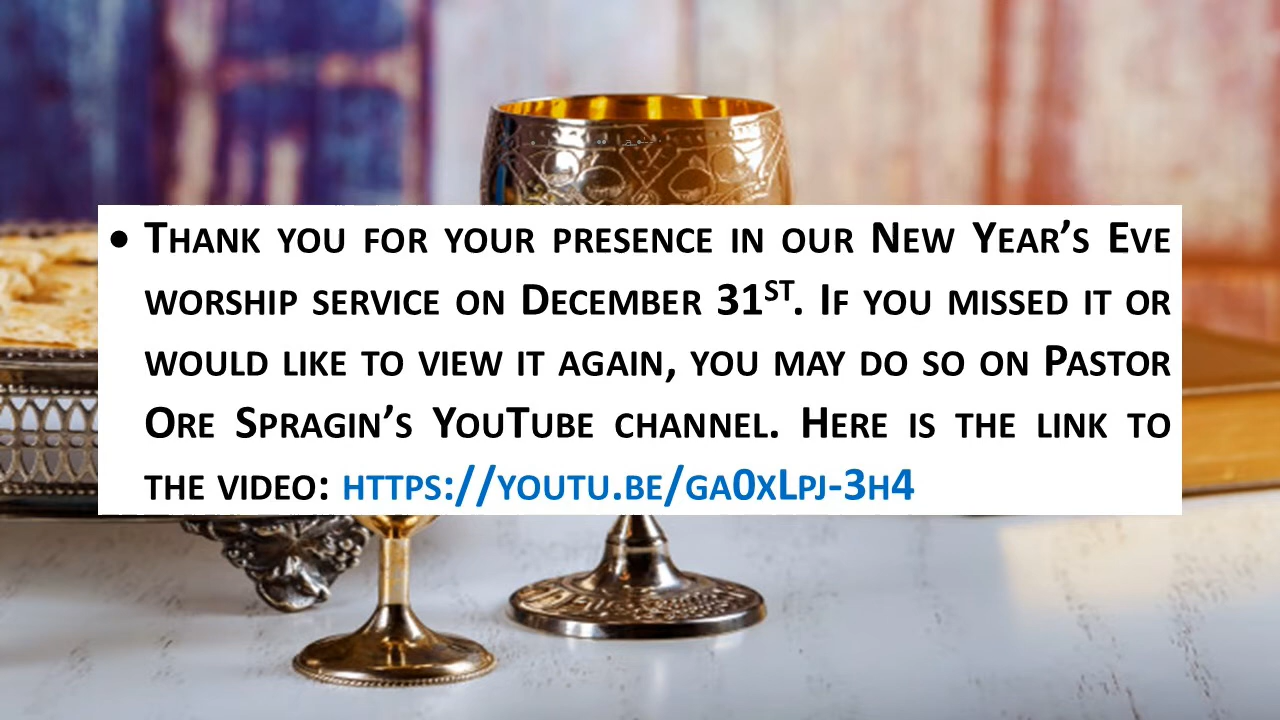 • Thank you for your presence in our New Year’s Eve
worship service on December 31ST. If you missed it or
would like to view it again, you may do so on Pastor
Ore Spragin’s YouTube channel. Here is the link to
the video: https://youtu.be/ga0xLpj-3h4